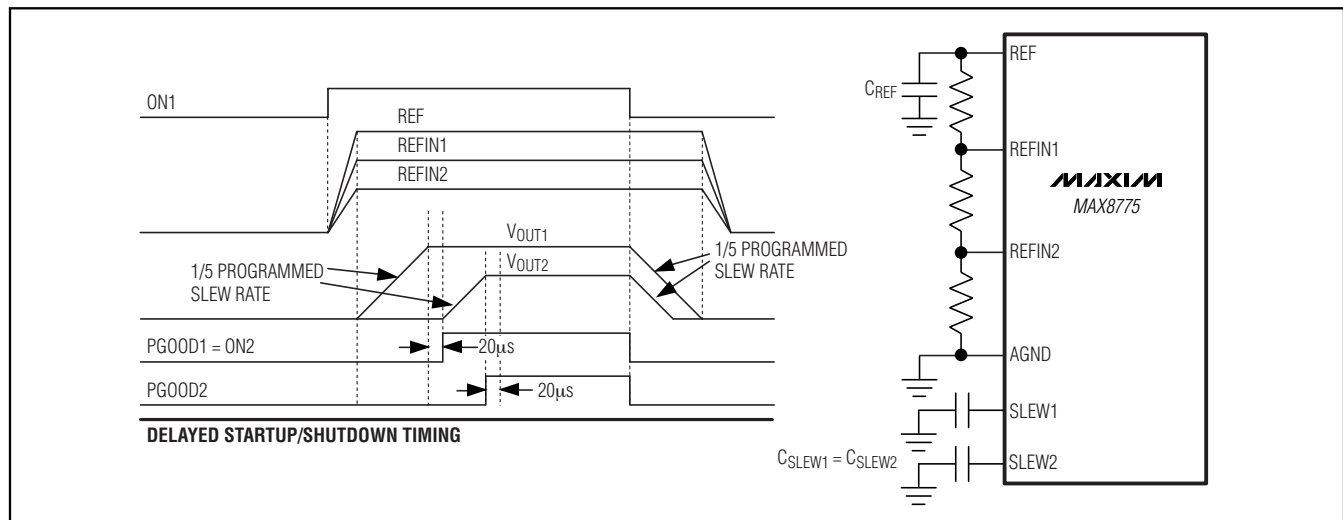 ON1
REF
REFIN1
REFIN2
VOUT1
VOUT2
1/5 PROGRAMMED
SLEW RATE
1/5 PROGRAMMED
SLEW RATE
PGOOD1 = ON2
20μs
PGOOD2
20μs
DELAYED STARTUP/SHUTDOWN TIMING
CREF
REF
REFIN1
MAXIM
MAX8775
REFIN2
AGND
SLEW1
CSLEW1 = CSLEW2
SLEW2